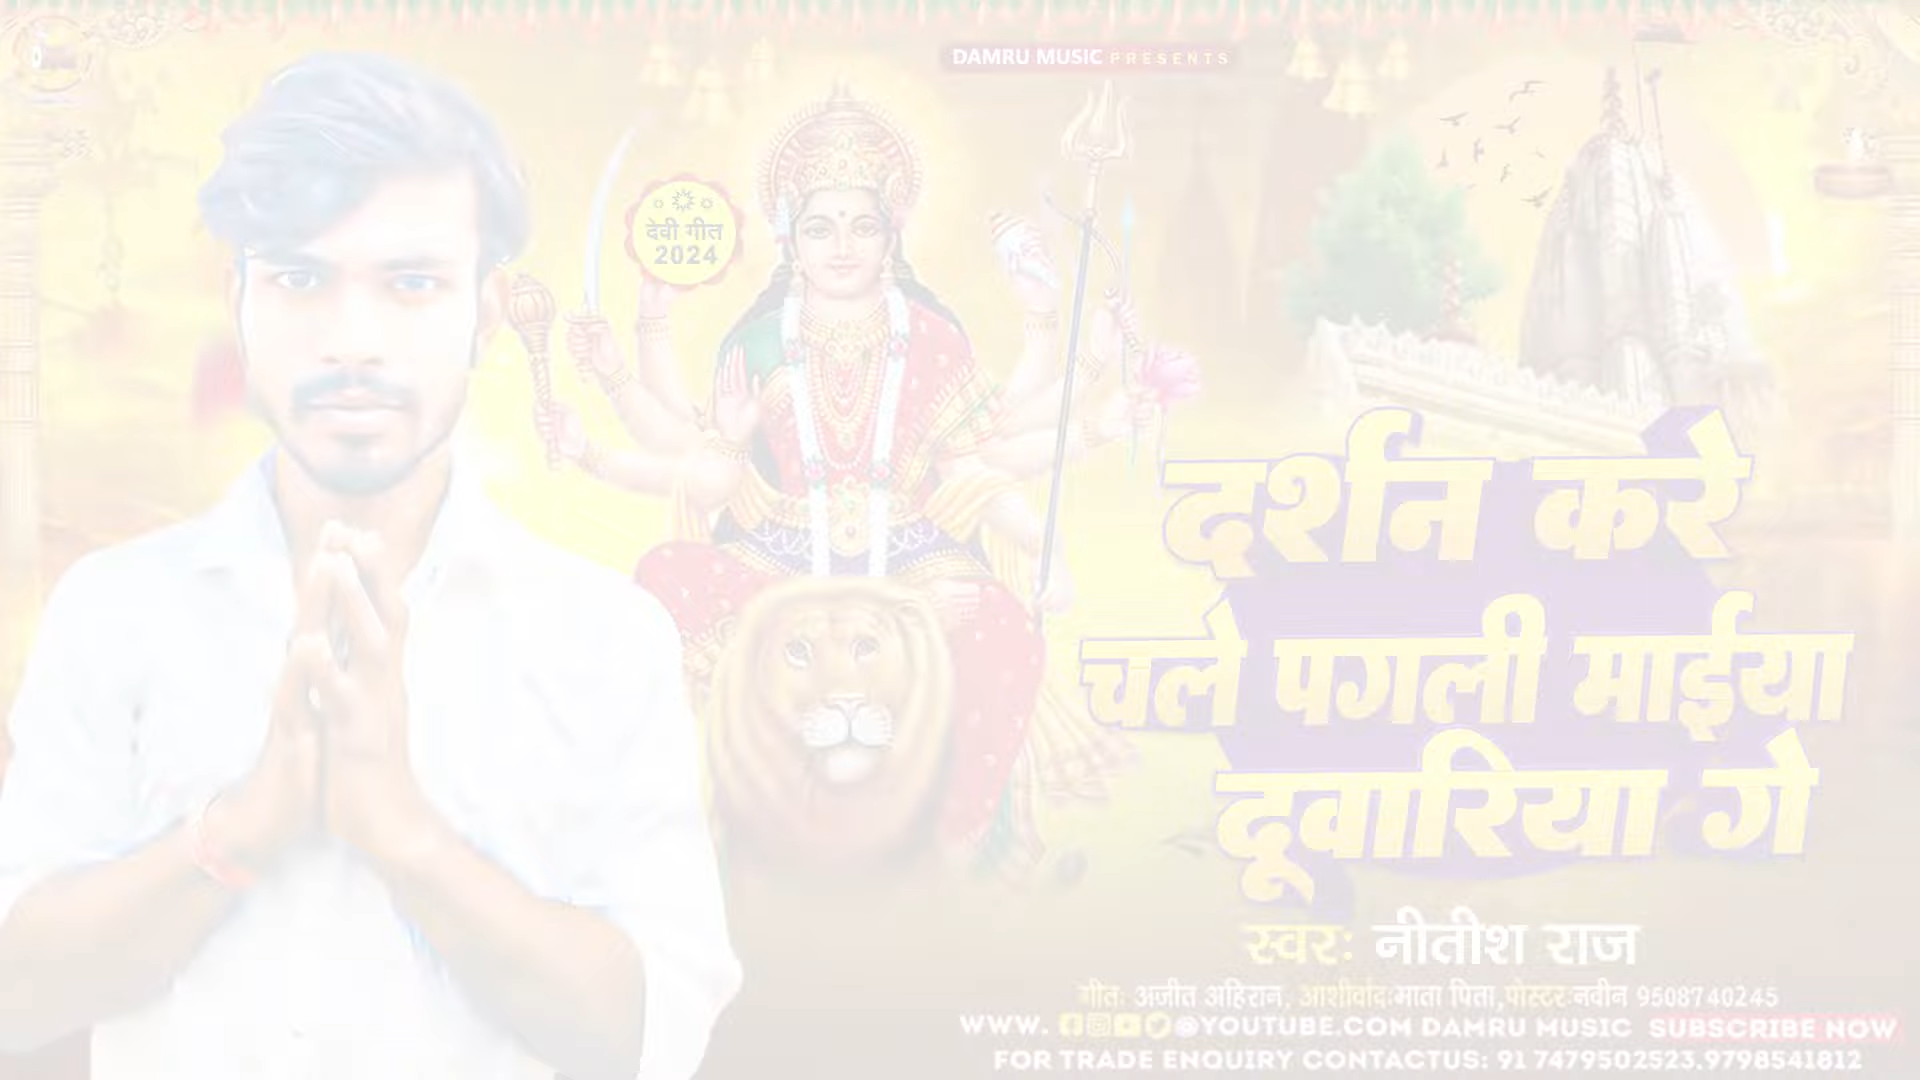 DAMRU MUSIC PRESENTS
देवी गीत
2024
दर्शन करे
चले पगली माईया
दूवारिया गे
स्वरः नीतीश राज
गीतः अजीत अहिरान, आशीर्वादःमाता पिता,पोस्टरःनवीन 9508740245
WWW. @YOUTUBE.COM DAMRU MUSIC SUBSCRIBE NOW
FOR TRADE ENQUIRY CONTACTUS: 91 7479502523,9798541812